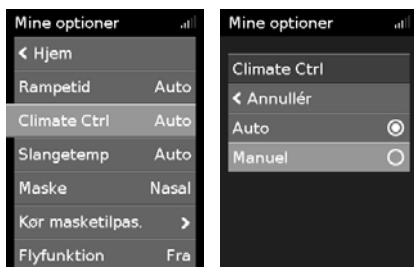 Mine optioner
< Hjem
Rampetid Auto
Climate Ctrl Auto
Slangetemp Auto
Maske Nasal
Kør masketilpas. >
Flyfunktion Fra
Mine optioner
Climate Ctrl
< Annullér
Auto
Manuel